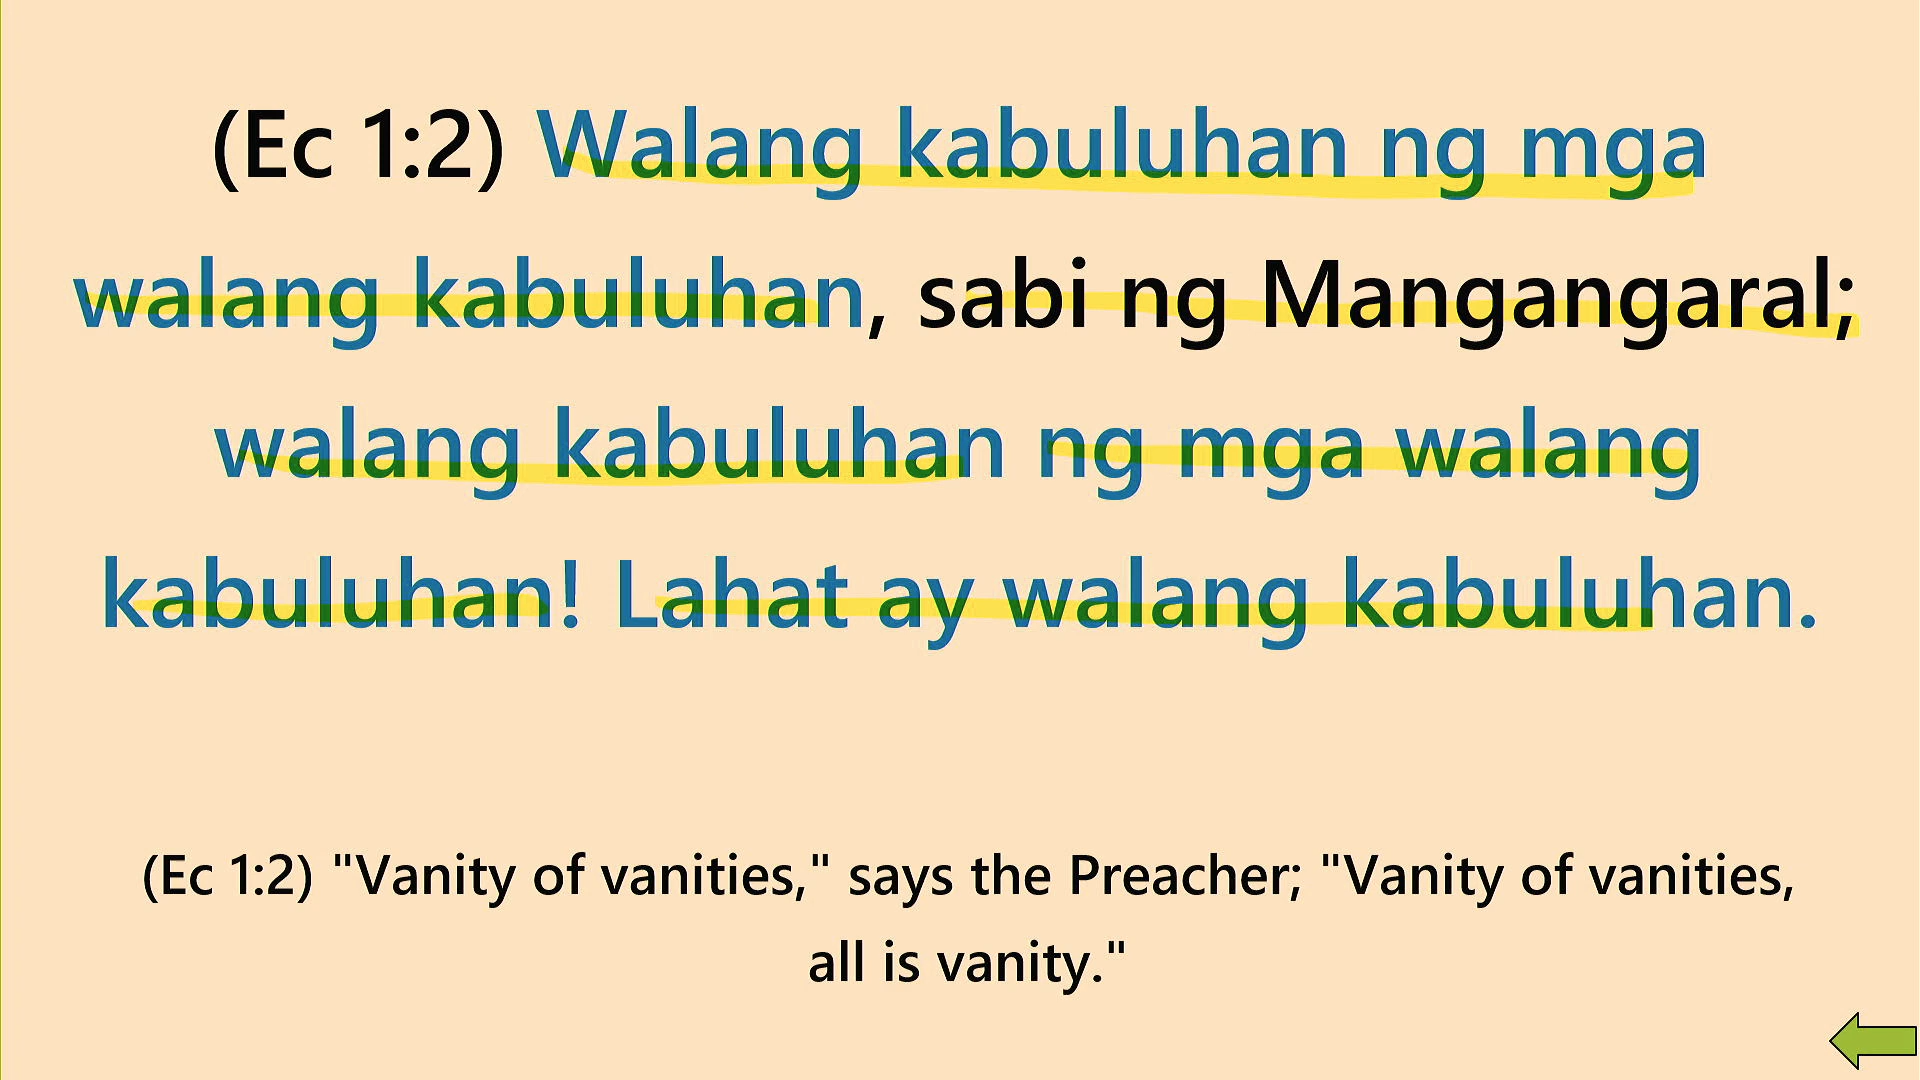 (Ec 1:2) Walang kabuluhan ng mga
walang kabuluhan, sabi ng Mangangaral;
walang kabuluhan ng mga walang
kabuluhan! Lahat ay walang kabuluhan.
(Ec 1:2) "Vanity of vanities," says the Preacher; "Vanity of vanities,
all is vanity."